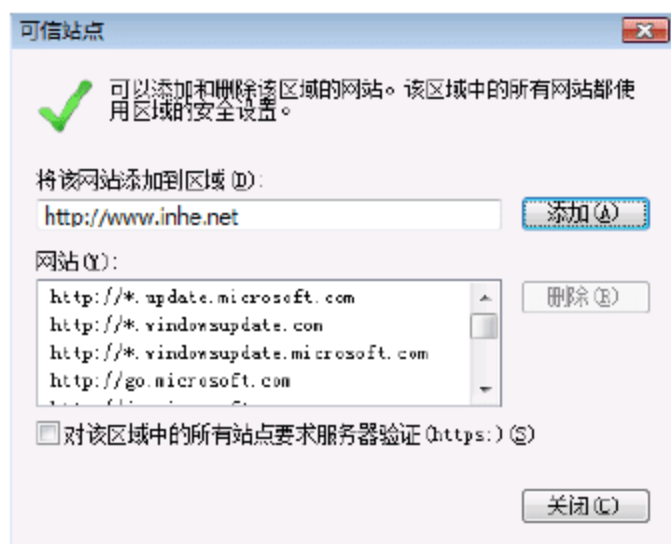 可信站点
可以添加和删除该区域的网站。该区域中的所有网站都使
用区域的安全设置。
将该网站添加到区域(D):
http://www.inhe.net
添加(A)
网站(Y):
http://*.update.microsoft.com
http://*.windowsupdate.com
http://*.windowsupdate.microsoft.com
http://go.microsoft.com
删除(R)
对该区域中的所有站点要求服务器验证(https:)(S)
关闭(C)